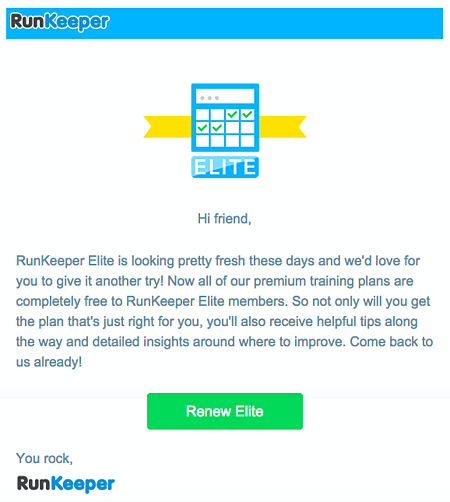 RunKeeper
ELITE
Hi friend,
RunKeeper Elite is looking pretty fresh these days and we'd love for
you to give it another try! Now all of our premium training plans are
completely free to RunKeeper Elite members. So not only will you get
the plan that's just right for you, you'll also receive helpful tips along
the way and detailed insights around where to improve. Come back to
us already!
Renew Elite
You rock,
RunKeeper